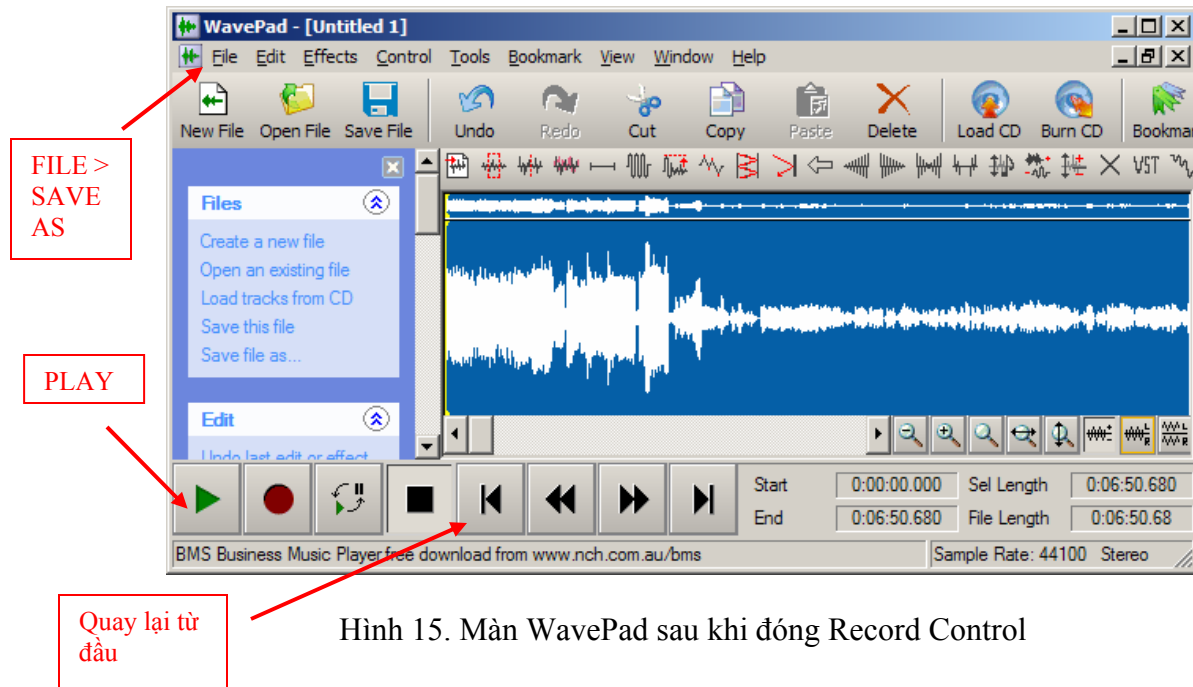 WavePad - [Untitled 1]
File Edit Effects Control Tools Bookmark View Window Help
New File Open File Save File Undo Redo Cut Copy Paste Delete Load CD Burn CD Bookmar
VST
FILE >
SAVE
AS
Files
Create a new file
Open an existing file
Load tracks from CD
Save this file
Save file as...
PLAY
Edit
Undo last edit or effect
L
R
L
R
Start 0:00:00.000 Sel Length 0:06:50.680
End 0:06:50.680 File Length 0:06:50.68
BMS Business Music Player free download from www.nch.com.au/bms Sample Rate: 44100 Stereo
Quay lại từ
đầu
Hình 15. Màn WavePad sau khi đóng Record Control